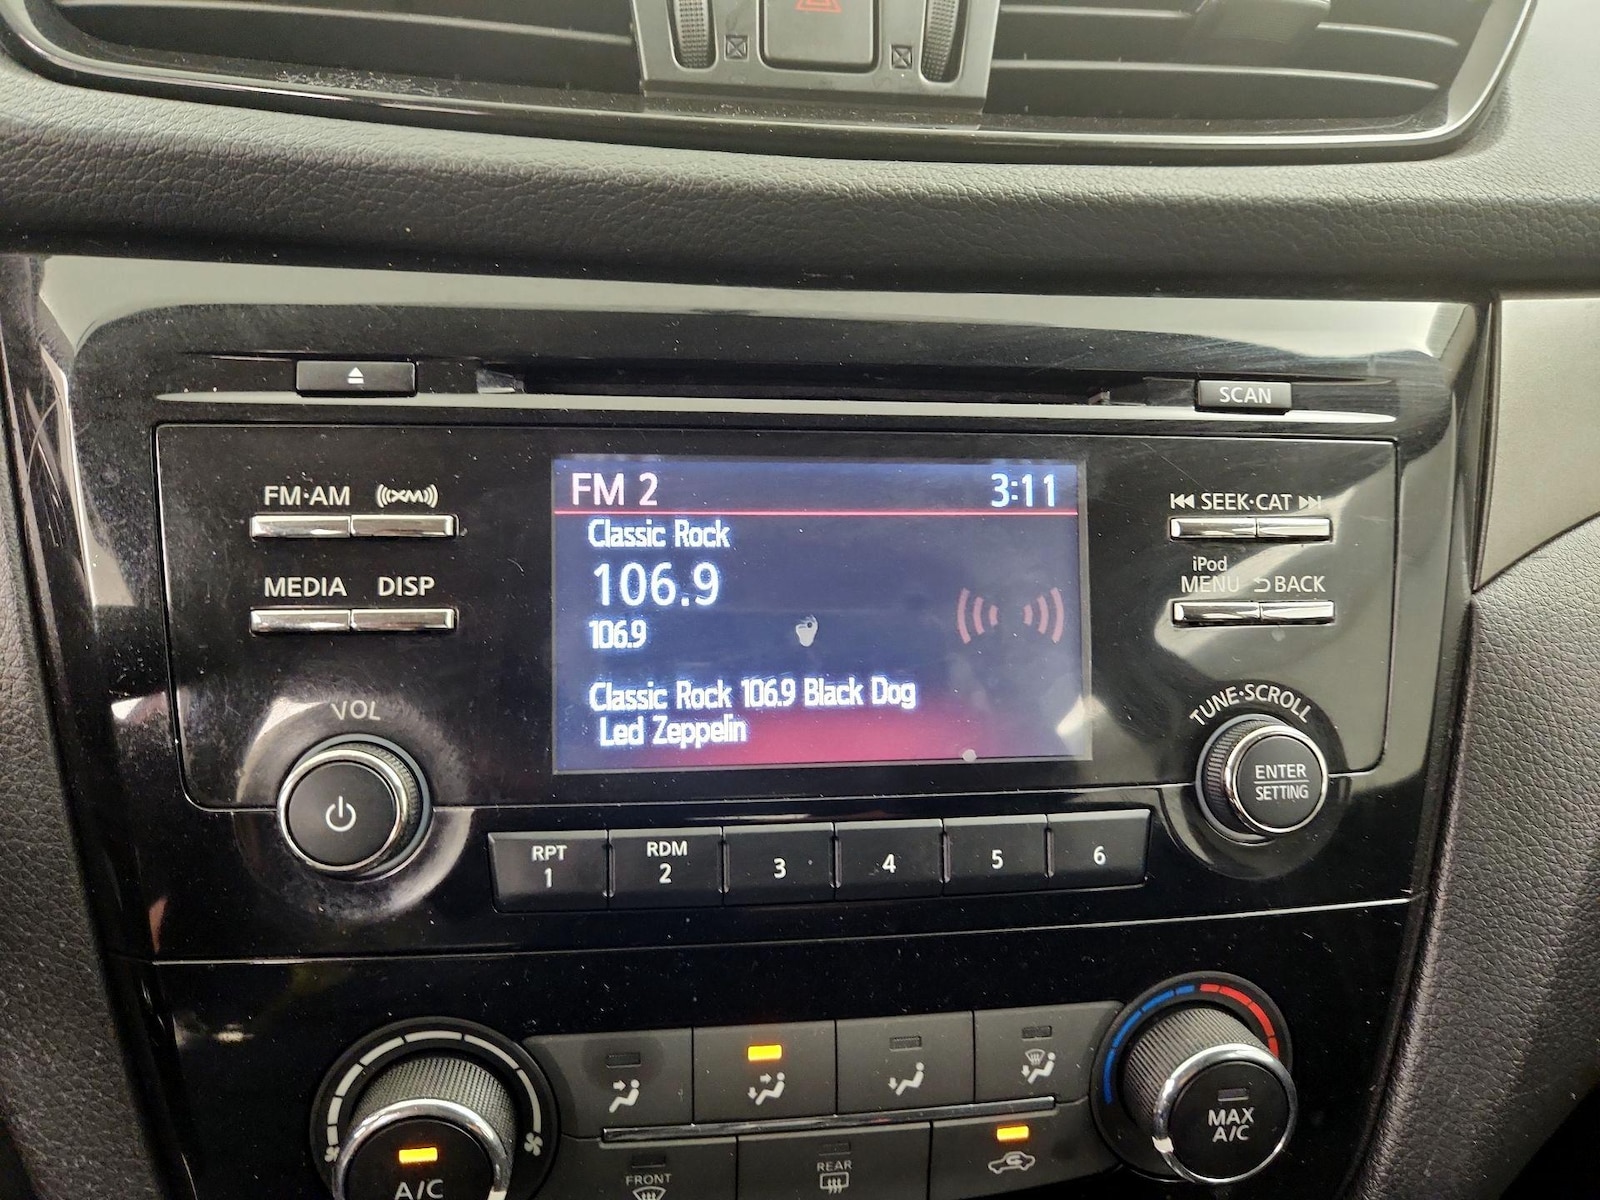 SCAN
FM·AM
((XM))
FM 2 3:11
SEEK·CAT
Classic Rock
iPod
MEDIA DISP
106.9
MENU BACK
106.9
Classic Rock 106.9 Black Dog
Led Zeppelin
VOL
TUNE·SCROLL
ENTER
SETTING
RPT
1
RDM
2
3
4
5
6
MAX
A/C
A/C
FRONT
REAR